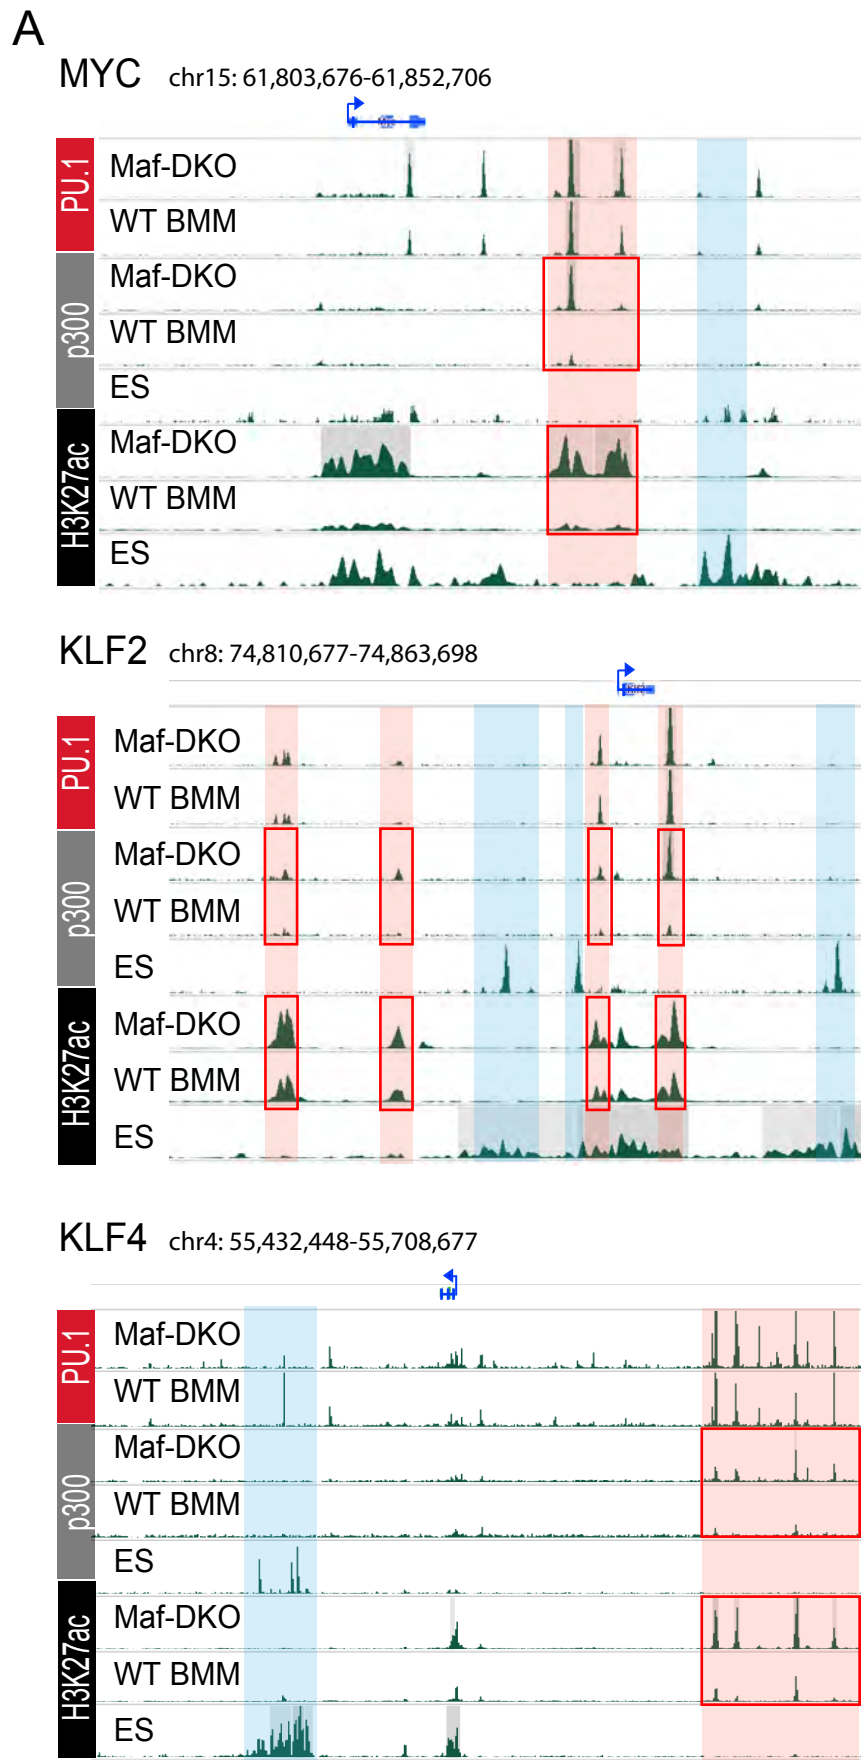 A
MYC chr15: 61,803,676-61,852,706
Myc
PU.1
Maf-DKO
WT BMM
p300
Maf-DKO
WT BMM
ES
H3K27ac
Maf-DKO
WT BMM
ES
KLF2 chr8: 74,810,677-74,863,698
PU.1
Maf-DKO
WT BMM
p300
Maf-DKO
WT BMM
ES
H3K27ac
Maf-DKO
WT BMM
ES
KLF4 chr4: 55,432,448-55,708,677
PU.1
Maf-DKO
WT BMM
p300
Maf-DKO
WT BMM
ES
H3K27ac
Maf-DKO
WT BMM
ES